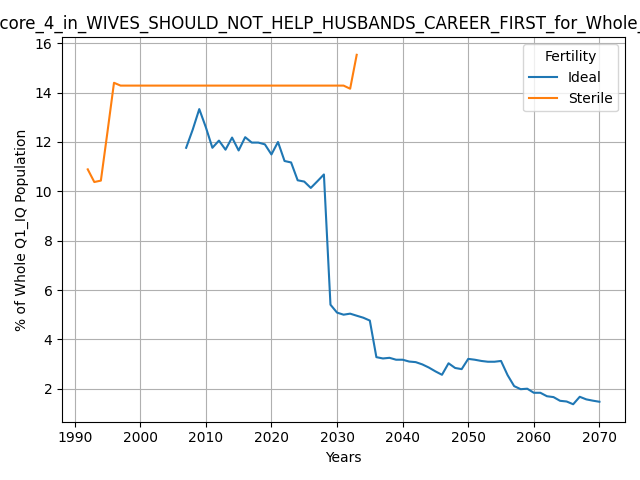 core_4_in_WIVES_SHOULD_NOT_HELP_HUSBANDS_CAREER_FIRST_for_Whole_
16
14
12
10
8
6
4
2
% of Whole Q1_IQ Population
Fertility
Ideal
Sterile
1990 2000 2010 2020 2030 2040 2050 2060 2070
Years